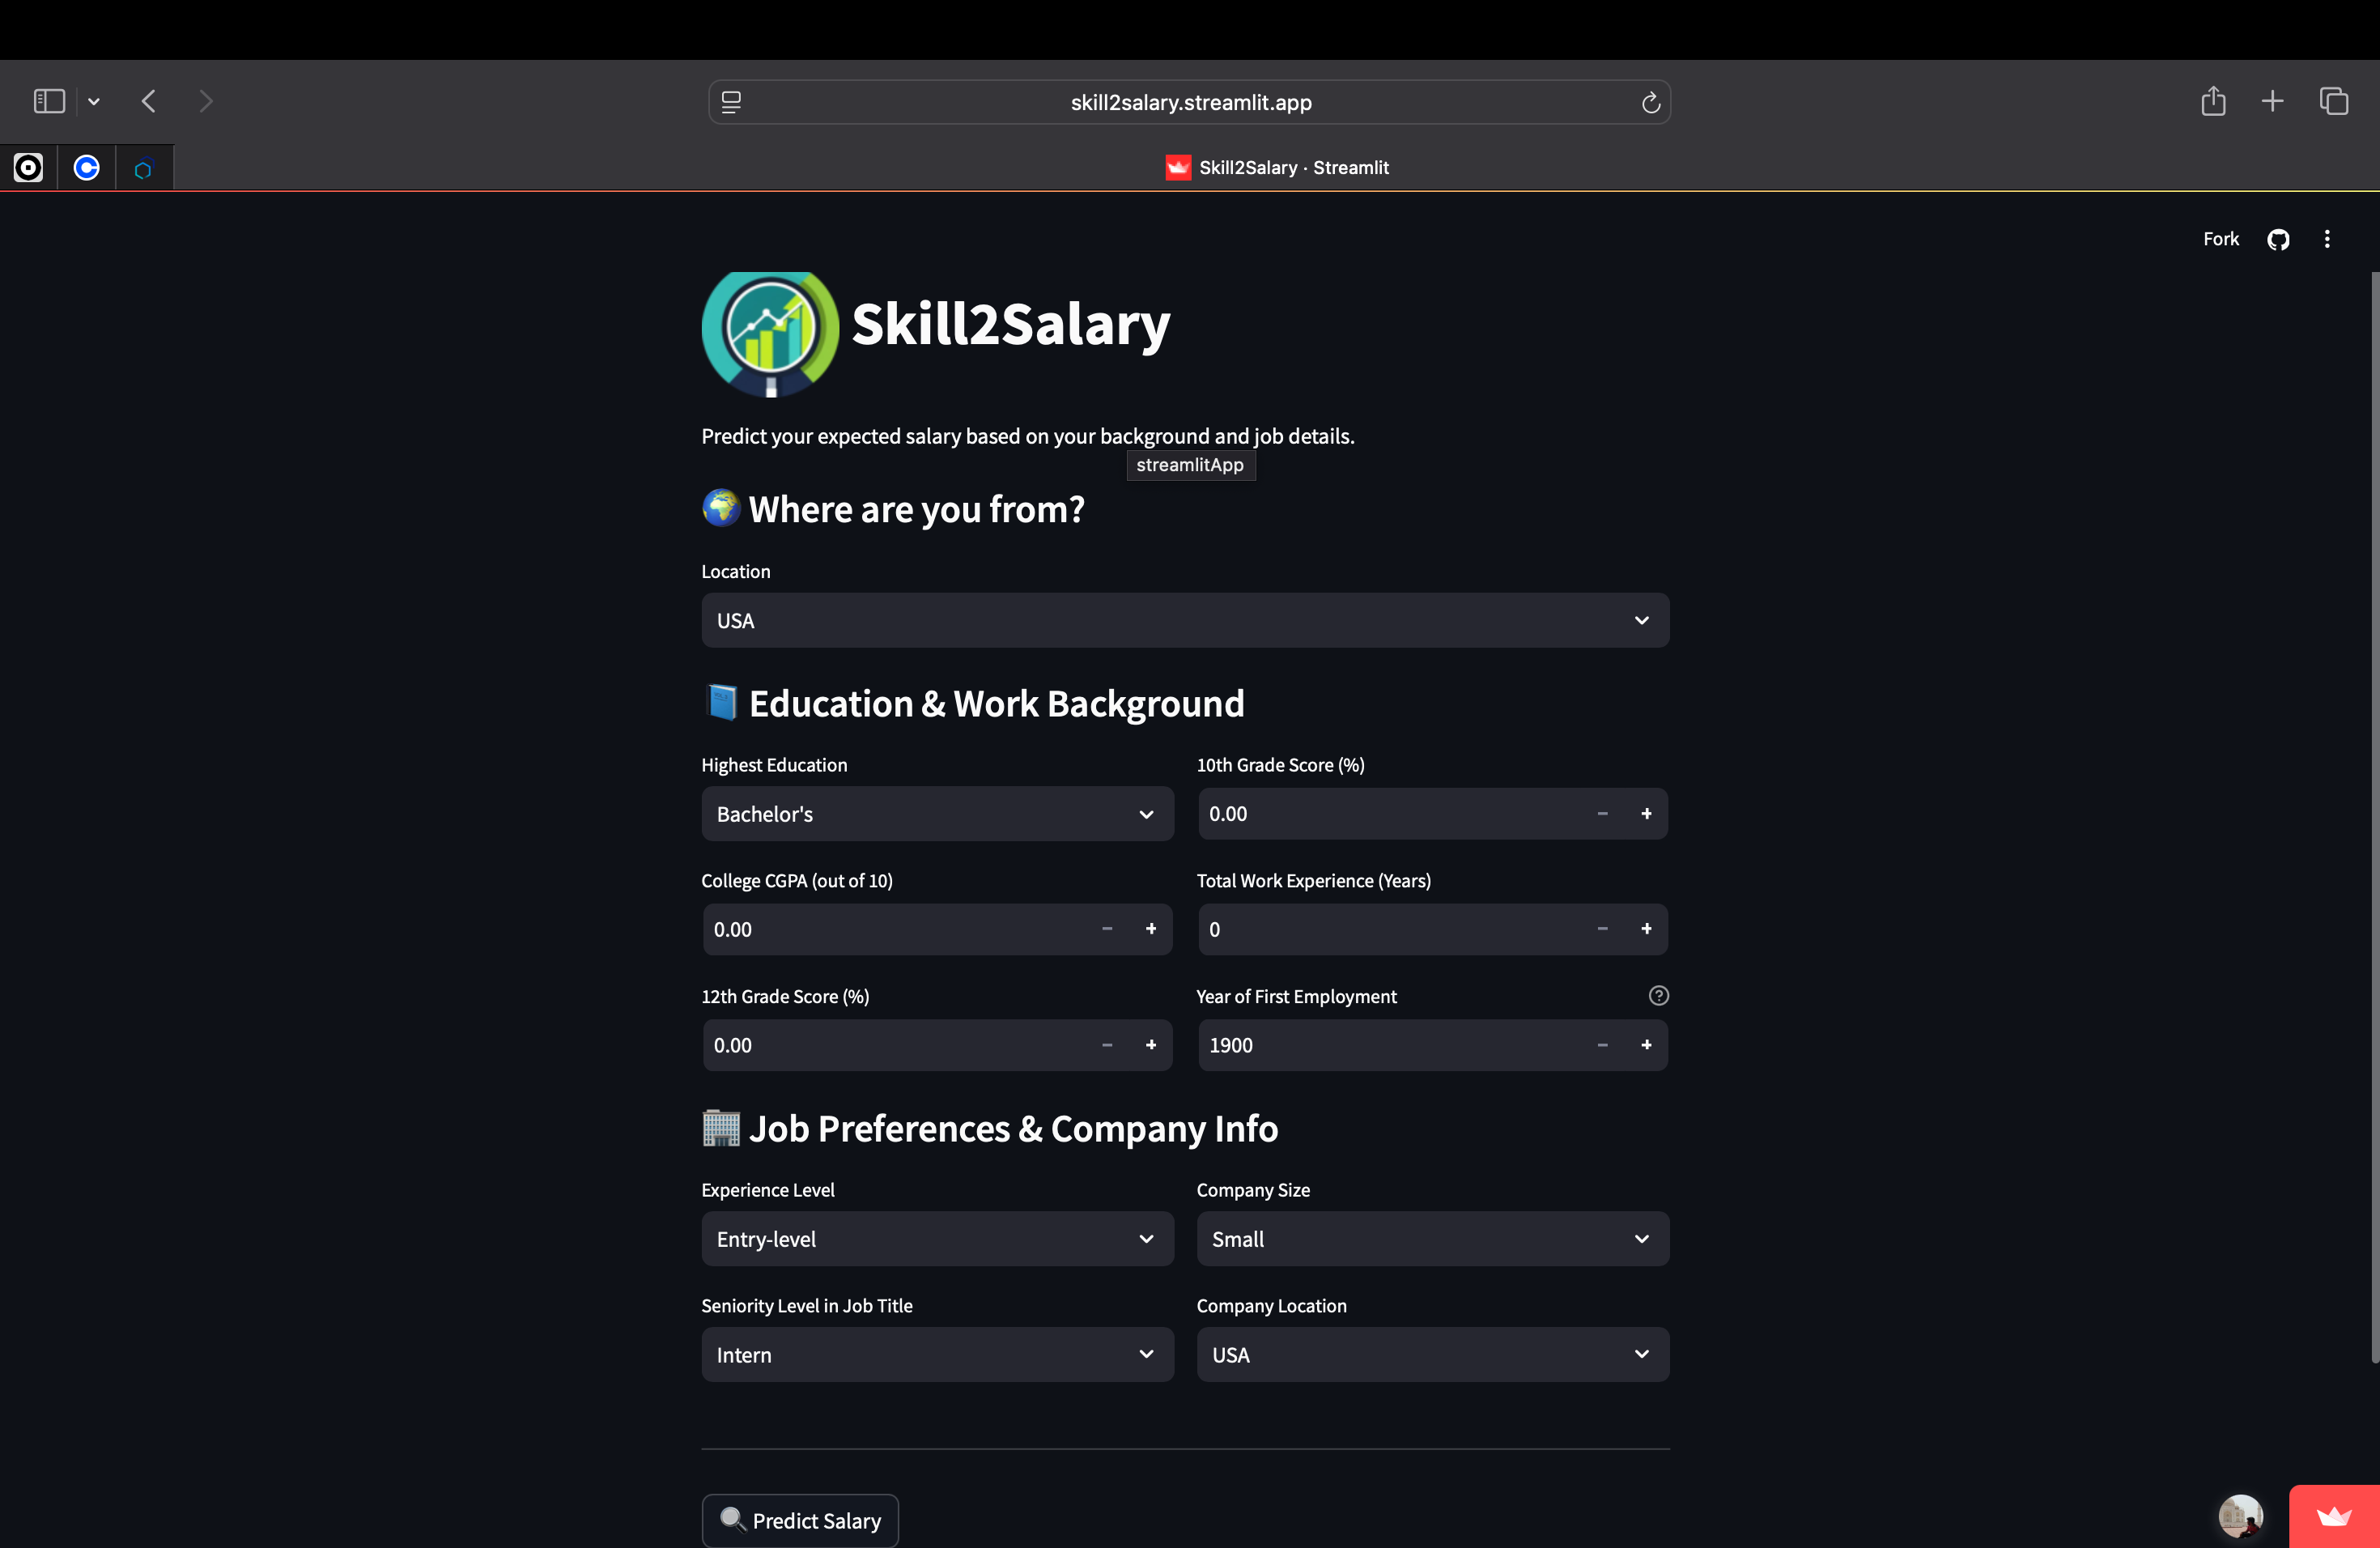 skill2salary.streamlit.app
Skill2Salary · Streamlit
Fork
Skill2Salary
Predict your expected salary based on your background and job details.
streamlitApp
Where are you from?
Location
USA
Education & Work Background
Highest Education
10th Grade Score (%)
Bachelor's
0.00
College CGPA (out of 10)
Total Work Experience (Years)
0.00
0
12th Grade Score (%)
Year of First Employment
0.00
1900
Job Preferences & Company Info
Experience Level
Company Size
Entry-level
Small
Seniority Level in Job Title
Company Location
Intern
USA
Predict Salary